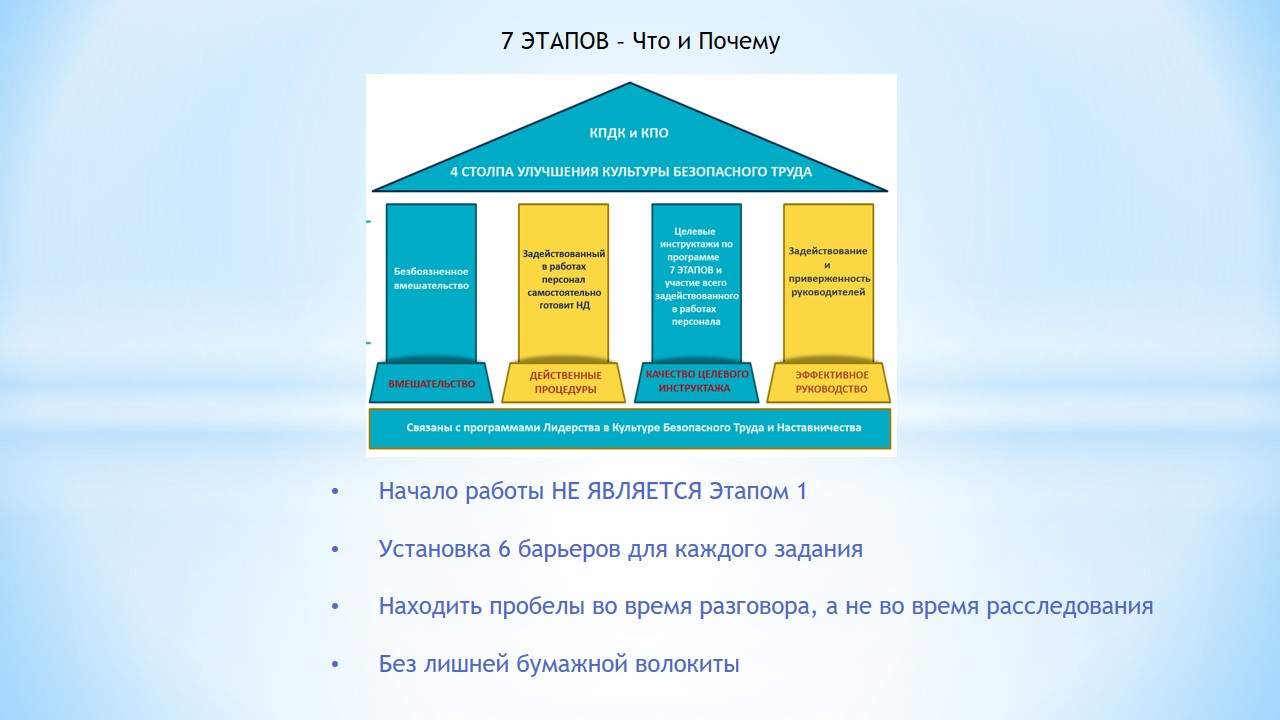 7 ЭТАПОВ – Что и Почему
КПДК и КПО
4 СТОЛПА УЛУЧШЕНИЯ КУЛЬТУРЫ БЕЗОПАСНОГО ТРУДА
Безбоязненное
вмешательство
ВМЕШАТЕЛЬСТВО
Задействованный
в работах
персонал
самостоятельно
готовит НД
ДЕЙСТВЕННЫЕ
ПРОЦЕДУРЫ
Целевые
инструктажи по
программе
7 ЭТАПОВ и
участие всего
задействованного
в работах
персонала
КАЧЕСТВО ЦЕЛЕВОГО
ИНСТРУКТАЖА
Задействование
и
приверженность
руководителей
ЭФФЕКТИВНОЕ
РУКОВОДСТВО
Связаны с программами Лидерства в Культуре Безопасного Труда и Наставничества
• Начало работы НЕ ЯВЛЯЕТСЯ Этапом 1
• Установка 6 барьеров для каждого задания
• Находить пробелы во время разговора, а не во время расследования
• Без лишней бумажной волокиты